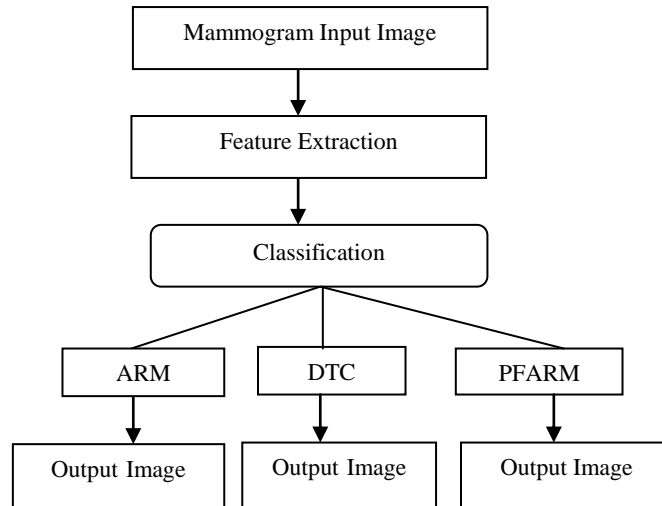 Mammogram Input Image
Feature Extraction
Classification
ARM
DTC
PFARM
Output Image
Output Image
Output Image